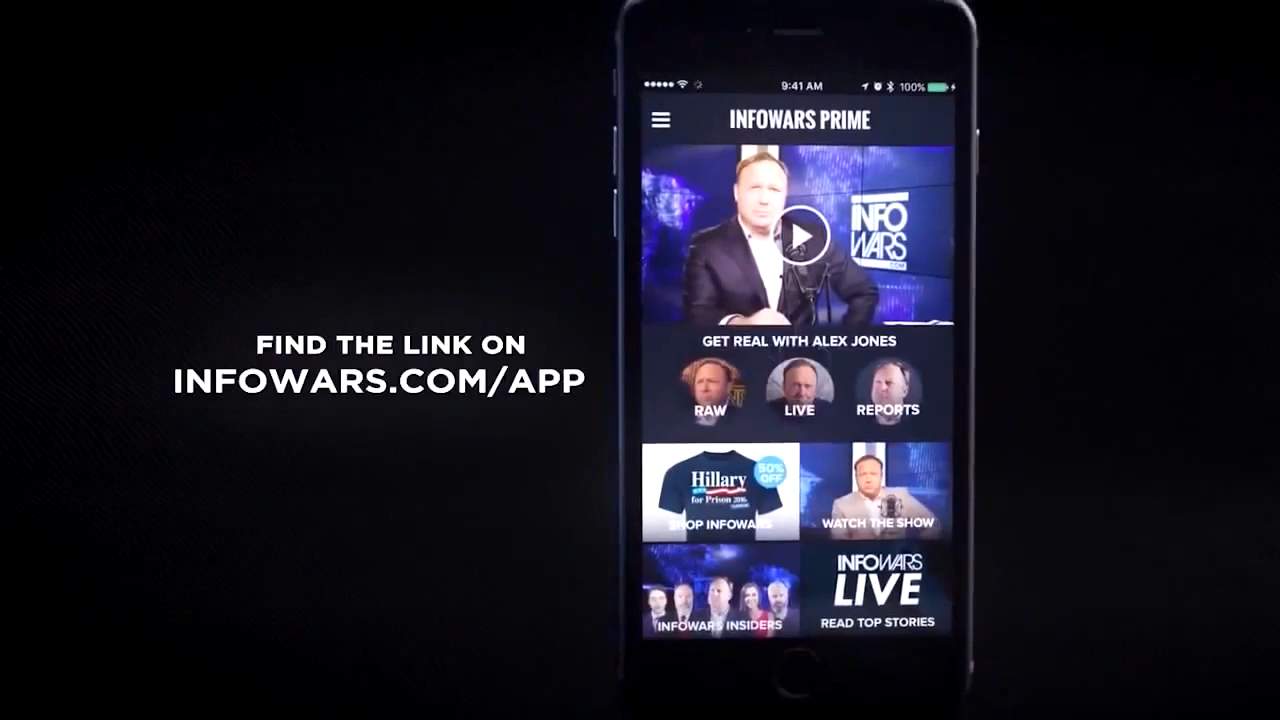 FIND THE LINK ON
INFOWARS.COM/APP
9:41 AM
100%
INFOWARS PRIME
INFO
WARS
.COM
GET REAL WITH ALEX JONES
RAW
LIVE
REPORTS
Hillary
for Prison 2016
50%
OFF
SHOP INFOWARS
WATCH THE SHOW
INFOWARS INSIDERS
INFOWARS
LIVE
READ TOP STORIES